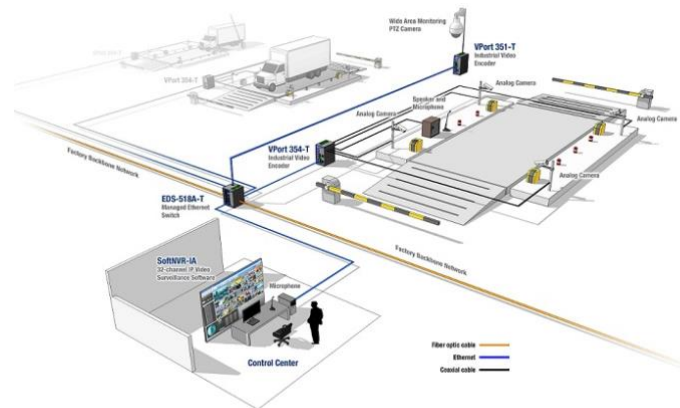 Wide Area Monitoring
PTZ Camera
VPort 351-T
Industrial Video
Encoder
VPort 354-T
Analog Camera
Speaker and
Microphone
Analog Camera
Analog Camera
Analog Camera
VPort 354-T
Industrial Video
Encoder
Factory Backbone Network
EDS-518A-T
Managed Ethernet
Switch
Factory Backbone Network
SoftNVR-IA
32-channel IP Video
Surveillance Software
Microphone
Control Center
Fiber optic cable
Ethernet
Coaxial cable